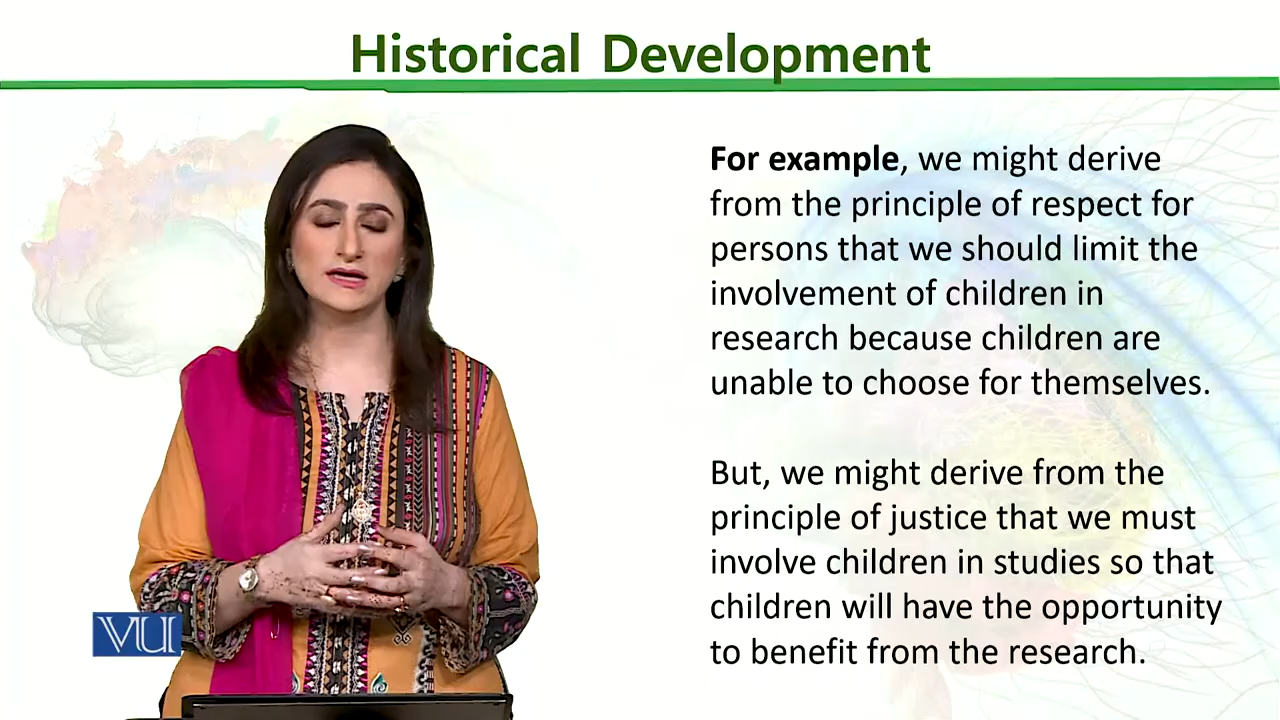 Historical Development
For example, we might derive
from the principle of respect for
persons that we should limit the
involvement of children in
research because children are
unable to choose for themselves.
But, we might derive from the
principle of justice that we must
involve children in studies so that
children will have the opportunity
to benefit from the research.
VU